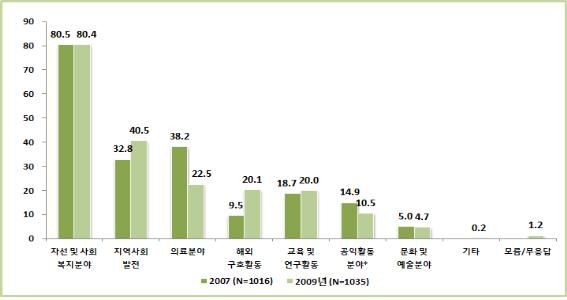 90
80
70
60
50
40
30
20
10
0
80.5 80.4
32.8 40.5
38.2 22.5
9.5 20.1
18.7 20.0
14.9 10.5
5.0 4.7
0.2
1.2
자선 및 사회
복지분야
지역사회
발전
의료분야
해외
구호활동
교육 및
연구활동
공익활동
분야*
문화 및
예술분야
기타
모름/무응답
2007 (N=1016) 2009년 (N=1035)